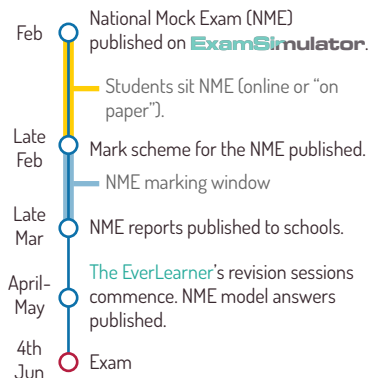 Feb
National Mock Exam (NME)
published on ExamSimulator.
Students sit NME (online or “on
paper”).
Late
Feb
Mark scheme for the NME published.
NME marking window
Late
Mar
NME reports published to schools.
April-
May
The EverLearner’s revision sessions
commence. NME model answers
published.
4th
Jun
Exam